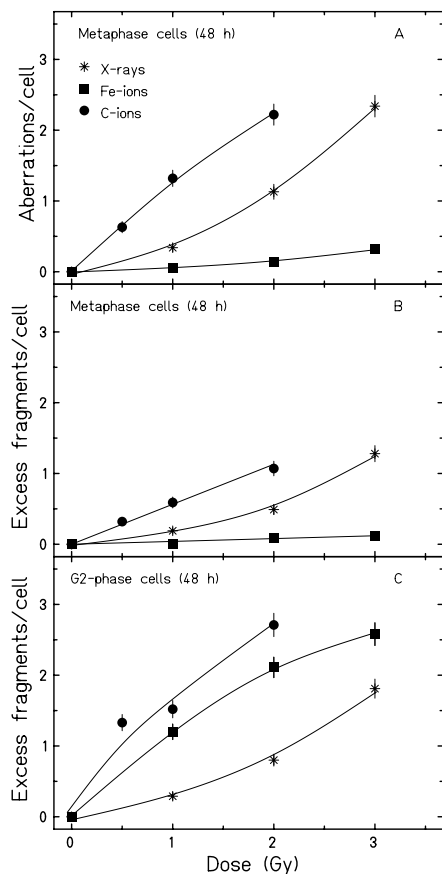 Metaphase cells (48 h) A
X-rays
Fe-ions
C-ions
Aberrations/cell
3
2
1
0
Metaphase cells (48 h) B
Excess fragments/cell
3
2
1
0
G2-phase cells (48 h) C
Excess fragments/cell
3
2
1
0
0 1 2 3
Dose (Gy)